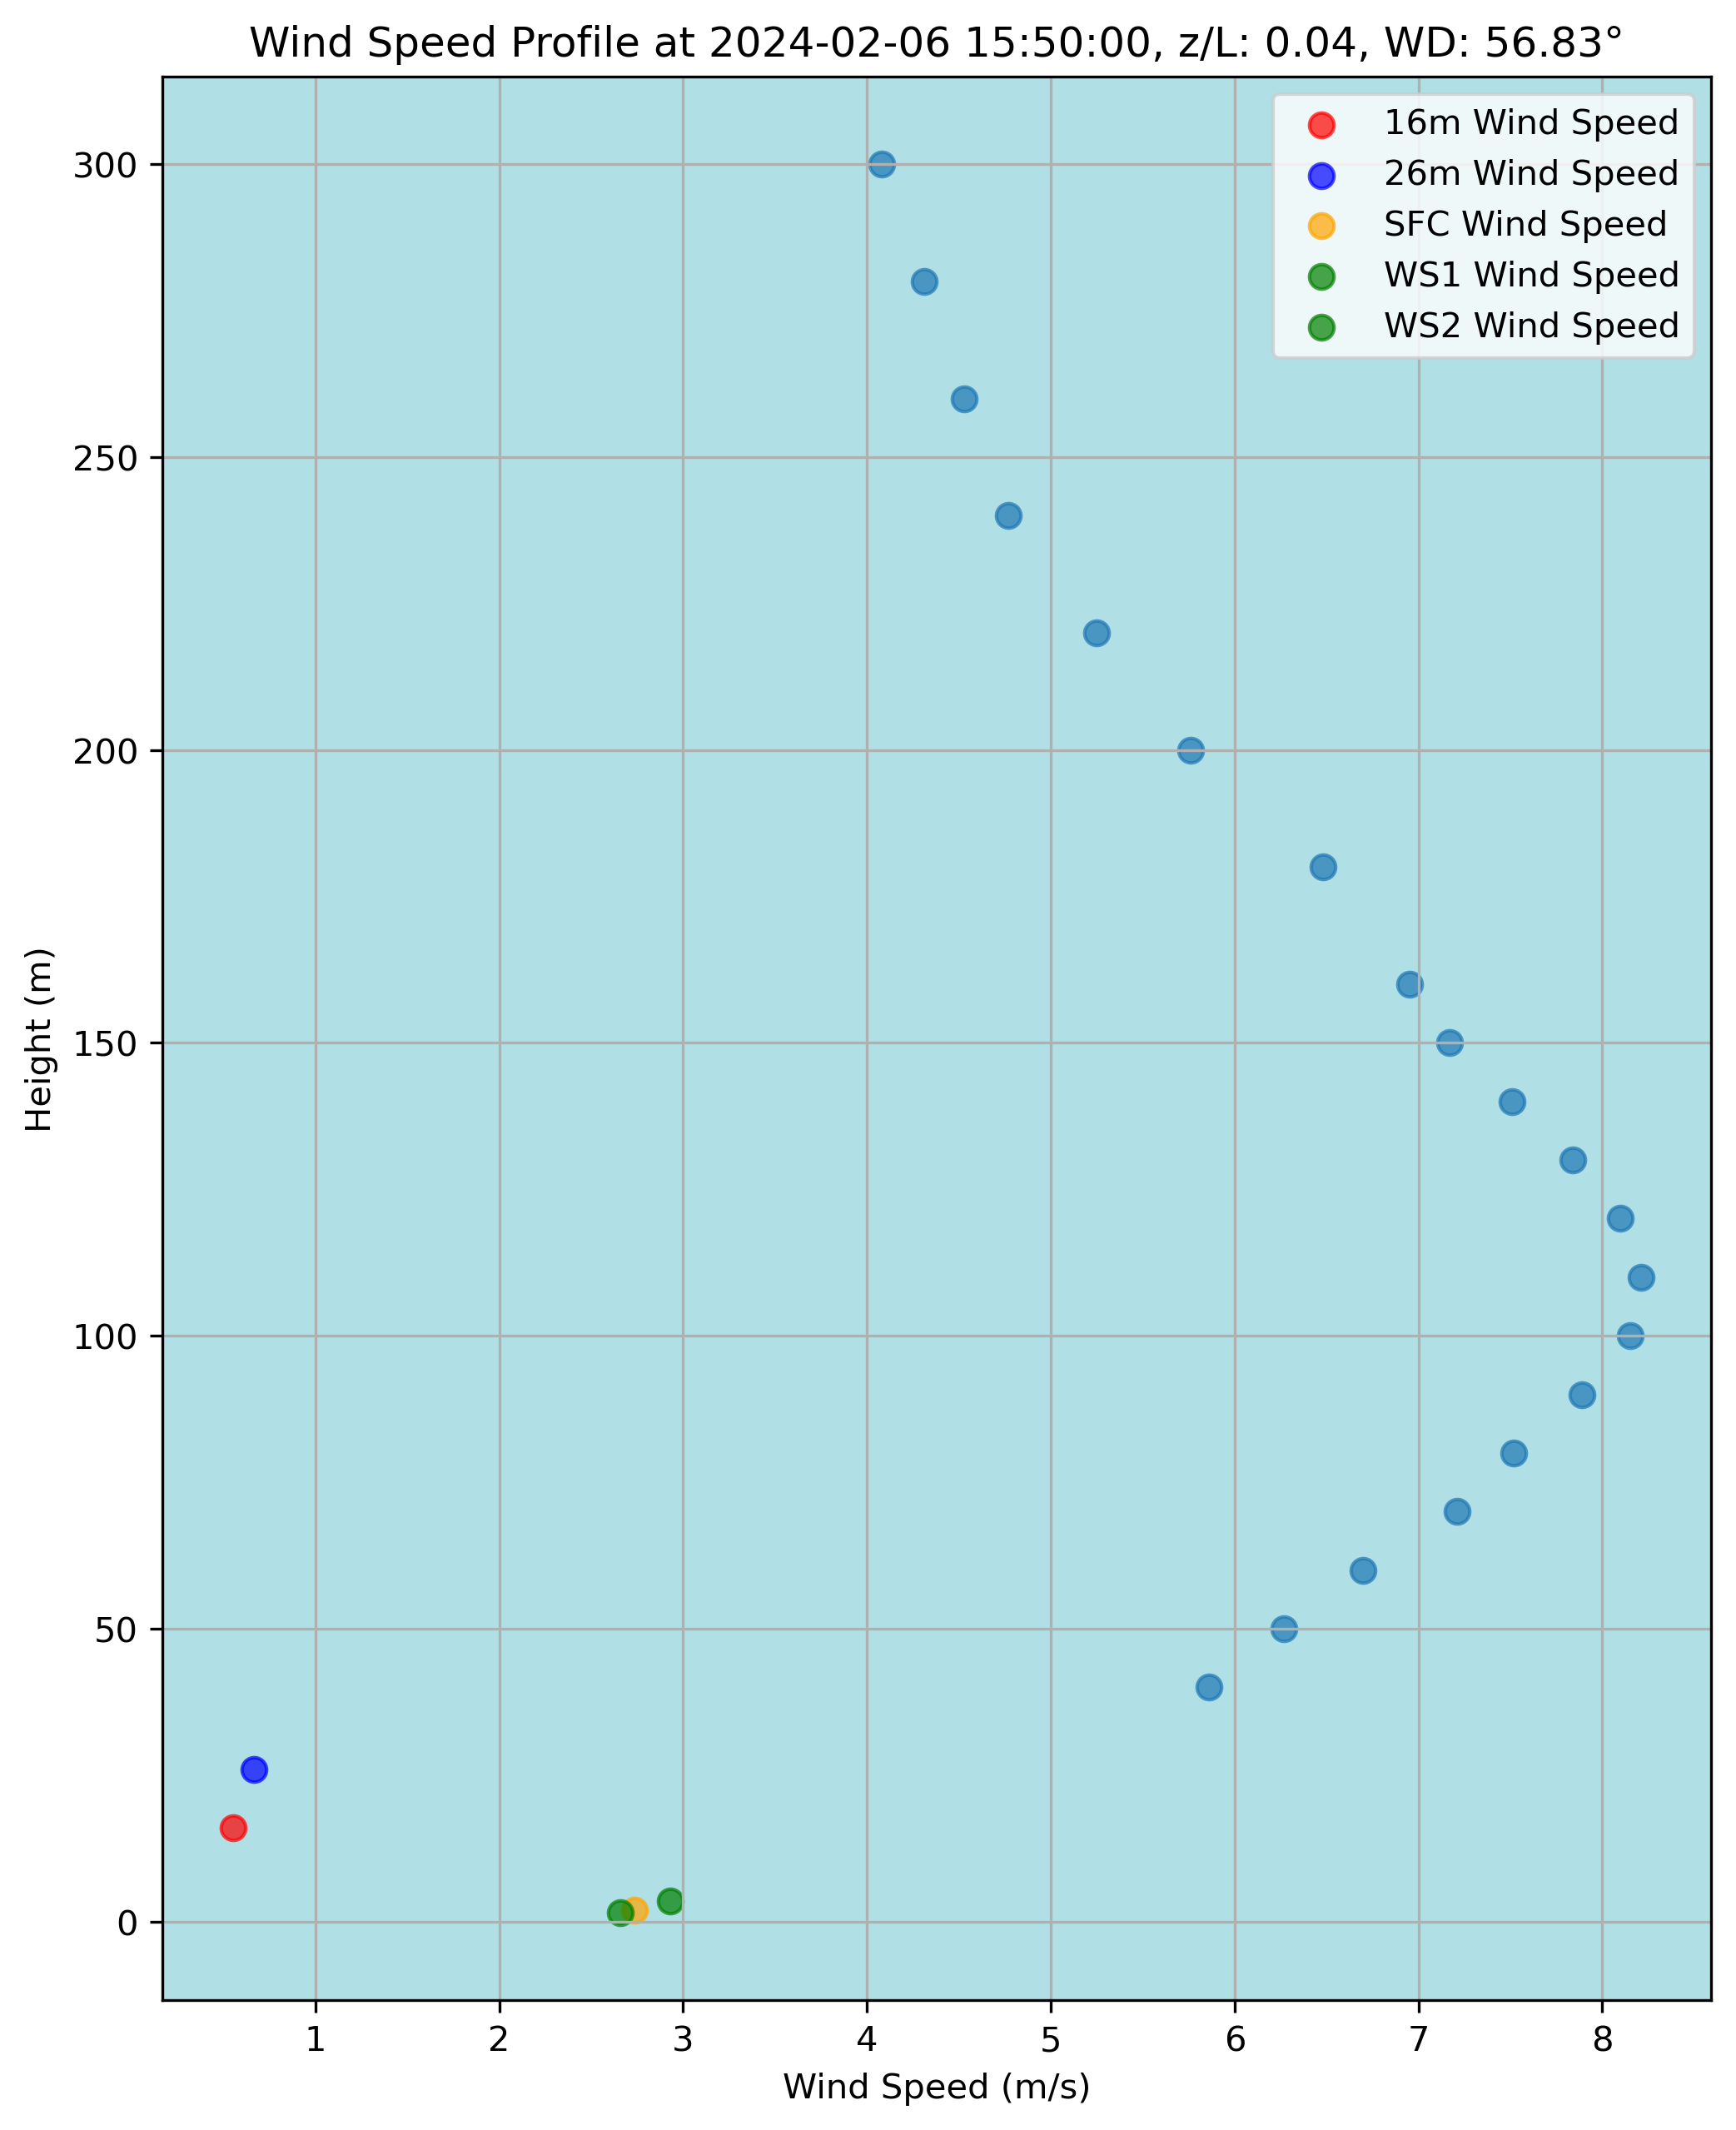 Wind Speed Profile at 2024-02-06 15:50:00, z/L: 0.04, WD: 56.83°
16m Wind Speed
26m Wind Speed
SFC Wind Speed
WS1 Wind Speed
WS2 Wind Speed
300
250
200
150
100
50
0
Height (m)
1 2 3 4 5 6 7 8
Wind Speed (m/s)